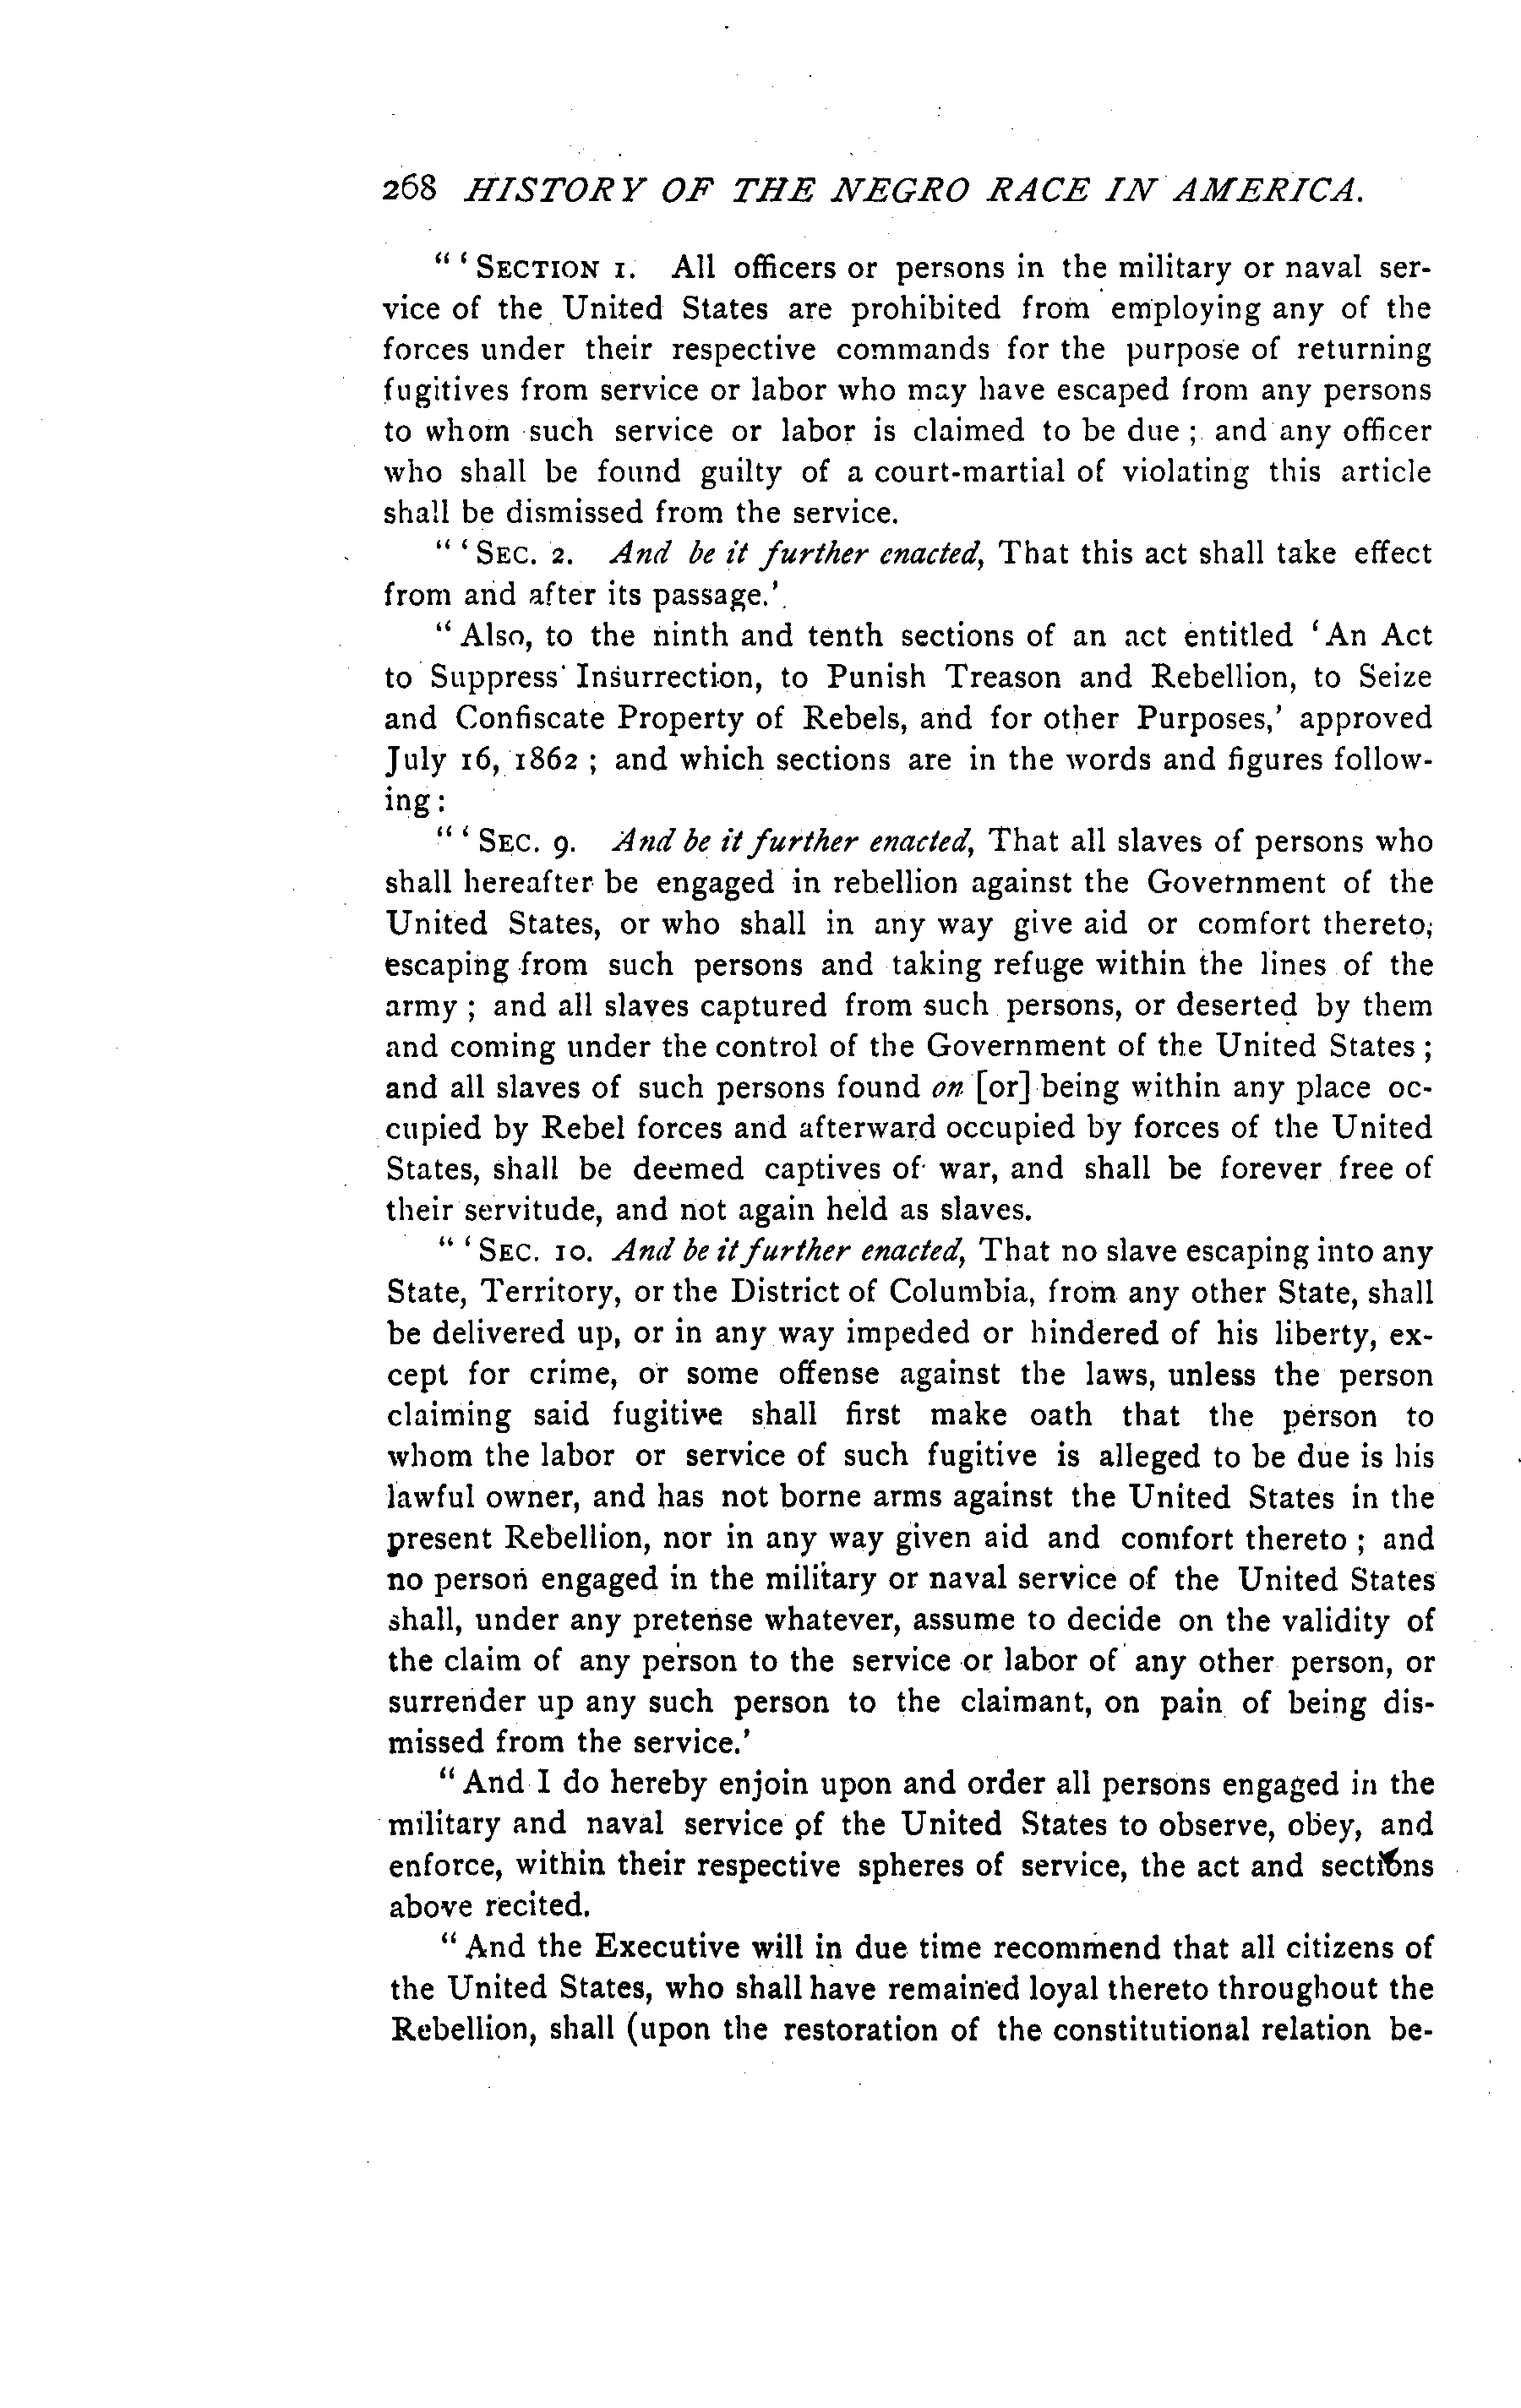 268 HISTORY OF THE NEGRO RACE IN AMERICA.
"'SECTION 1. All officers or persons in the military or naval ser-
vice of the United States are prohibited from employing any of the
forces under their respective commands for the purpose of returning
fugitives from service or labor who may have escaped from any persons
to whom such service or labor is claimed to be due ; and any officer
who shall be found guilty of a court-martial of violating this article
shall be dismissed from the service.
"'SEC. 2. And be it further enacted, That this act shall take effect
from and after its passage.'
"Also, to the ninth and tenth sections of an act entitled 'An Act
to Suppress Insurrection, to Punish Treason and Rebellion, to Seize
and Confiscate Property of Rebels, and for other Purposes,' approved
July 16, 1862 ; and which sections are in the words and figures follow-
ing:
"'SEC. 9. And be it further enacted, That all slaves of persons who
shall hereafter be engaged in rebellion against the Government of the
United States, or who shall in any way give aid or comfort thereto,
escaping from such persons and taking refuge within the lines of the
army ; and all slaves captured from such persons, or deserted by them
and coming under the control of the Government of the United States ;
and all slaves of such persons found on [or] being within any place oc-
cupied by Rebel forces and afterward occupied by forces of the United
States, shall be deemed captives of war, and shall be forever free of
their servitude, and not again held as slaves.
"'SEC. 10. And be it further enacted, That no slave escaping into any
State, Territory, or the District of Columbia, from any other State, shall
be delivered up, or in any way impeded or hindered of his liberty, ex-
cept for crime, or some offense against the laws, unless the person
claiming said fugitive shall first make oath that the person to
whom the labor or service of such fugitive is alleged to be due is his
lawful owner, and has not borne arms against the United States in the
present Rebellion, nor in any way given aid and comfort thereto ; and
no person engaged in the military or naval service of the United States
shall, under any pretense whatever, assume to decide on the validity of
the claim of any person to the service or labor of any other person, or
surrender up any such person to the claimant, on pain of being dis-
missed from the service.'
"And I do hereby enjoin upon and order all persons engaged in the
military and naval service of the United States to observe, obey, and
enforce, within their respective spheres of service, the act and sections
above recited.
"And the Executive will in due time recommend that all citizens of
the United States, who shall have remained loyal thereto throughout the
Rebellion, shall (upon the restoration of the constitutional relation be-